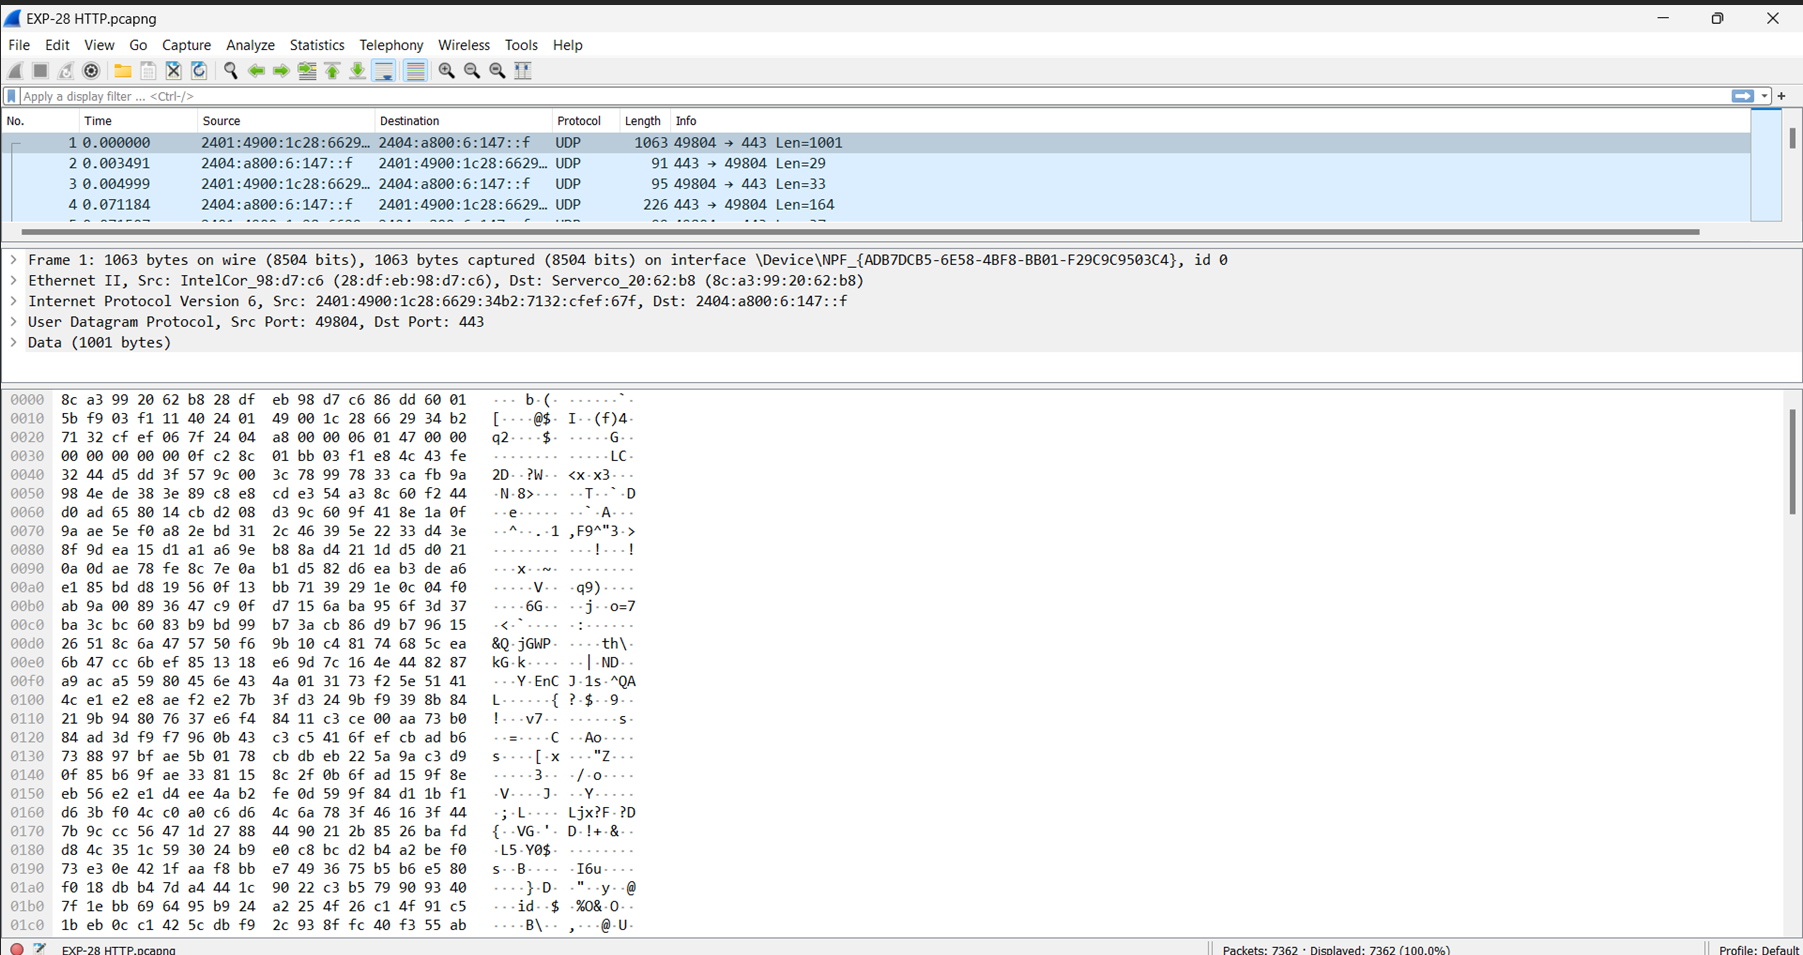 EXP-28 HTTP.pcapng
File Edit View Go Capture Analyze Statistics Telephony Wireless Tools Help
Apply a display filter ... <Ctrl-/>
No. Time Source Destination Protocol Length Info
1 0.000000 2401:4900:1c28:6629… 2404:a800:6:147::f UDP 1063 49804 → 443 Len=1001
2 0.003491 2404:a800:6:147::f 2401:4900:1c28:6629… UDP 91 443 → 49804 Len=29
3 0.004999 2401:4900:1c28:6629… 2404:a800:6:147::f UDP 95 49804 → 443 Len=33
4 0.071184 2404:a800:6:147::f 2401:4900:1c28:6629… UDP 226 443 → 49804 Len=164
Frame 1: 1063 bytes on wire (8504 bits), 1063 bytes captured (8504 bits) on interface \Device\NPF_{ADB7DCB5-6E58-4BF8-BB01-F29C9C9503C4}, id 0
Ethernet II, Src: IntelCor_98:d7:c6 (28:df:eb:98:d7:c6), Dst: Serverco_20:62:b8 (8c:a3:99:20:62:b8)
Internet Protocol Version 6, Src: 2401:4900:1c28:6629:34b2:7132:cfef:67f, Dst: 2404:a800:6:147::f
User Datagram Protocol, Src Port: 49804, Dst Port: 443
Data (1001 bytes)
0000 8c a3 99 20 62 b8 28 df eb 98 d7 c6 86 dd 60 01 ··· b·(· ······`·
0010 5b f9 03 f1 11 40 24 01 49 00 1c 28 66 29 34 b2 [····@$· I··(f)4·
0020 71 32 cf ef 06 7f 24 04 a8 00 00 06 01 47 00 00 q2····$· ·····G··
0030 00 00 00 00 00 0f c2 8c 01 bb 03 f1 e8 4c 43 fe ········ ·····LC·
0040 32 44 d5 dd 3f 57 9c 00 3c 78 99 78 33 ca fb 9a 2D··?W·· <x·x3···
0050 98 4e de 38 3e 89 c8 e8 cd e3 54 a3 8c 60 f2 44 ·N·8>··· ··T··`·D
0060 d0 ad 65 80 14 cb d2 08 d3 9c 60 9f 41 8e 1a 0f ··e····· ··`·A···
0070 9a ae 5e f0 a8 2e bd 31 2c 46 39 5e 22 33 d4 3e ··^··.·1 ,F9^"3·>
0080 8f 9d ea 15 d1 a1 a6 9e b8 8a d4 21 1d d5 d0 21 ········ ···!···!
0090 0a 0d ae 78 fe 8c 7e 0a b1 d5 82 d6 ea b3 de a6 ···x··~· ········
00a0 e1 85 bd d8 19 56 0f 13 bb 71 39 29 1e 0c 04 f0 ·····V·· ·q9)····
00b0 ab 9a 00 89 36 47 c9 0f d7 15 6a ba 95 6f 3d 37 ····6G·· ··j··o=7
00c0 ba 3c bc 60 83 b9 bd 99 b7 3a cb 86 d9 b7 96 15 ·<·`···· ·:······
00d0 26 51 8c 6a 47 57 50 f6 9b 10 c4 81 74 68 5c ea &Q·jGWP· ····th\·
00e0 6b 47 cc 6b ef 85 13 18 e6 9d 7c 16 4e 44 82 87 kG·k···· ··|·ND··
00f0 a9 ac a5 59 80 45 6e 43 4a 01 31 73 f2 5e 51 41 ···Y·EnC J·1s·^QA
0100 4c e1 e2 e8 ae f2 e2 7b 3f d3 24 9b f9 39 8b 84 L······{ ?·$··9··
0110 21 9b 94 80 76 37 e6 f4 84 11 c3 ce 00 aa 73 b0 !···v7·· ······s·
0120 84 ad 3d f9 f7 96 0b 43 c3 c5 41 6f ef cb ad b6 ··=····C ··Ao····
0130 73 88 97 bf ae 5b 01 78 cb db eb 22 5a 9a c3 d9 s····[·x ···"Z···
0140 0f 85 b6 9f ae 33 81 15 8c 2f 0b 6f ad 15 9f 8e ·····3·· ·/·o····
0150 eb 56 e2 e1 d4 ee 4a b2 fe 0d 59 9f 84 d1 1b f1 ·V····J· ··Y·····
0160 d6 3b f0 4c c0 a0 c6 d6 4c 6a 78 3f 46 16 3f 44 ·;·L···· Ljx?F·?D
0170 7b 9c cc 56 47 1d 27 88 44 90 21 2b 85 26 ba fd {··VG·'· D·!+·&··
0180 d8 4c 35 1c 59 30 24 b9 e0 c8 bc d2 b4 a2 be f0 ·L5·Y0$· ········
0190 73 e3 0e 42 1f aa f8 bb e7 49 36 75 b5 b6 e5 80 s··B···· ·I6u····
01a0 f0 18 db b4 7d a4 44 1c 90 22 c3 b5 79 90 93 40 ····}·D· ·"··y··@
01b0 7f 1e bb 69 64 95 b9 24 a2 25 4f 26 c1 4f 91 c5 ···id··$ ·%O&·O··
01c0 1b eb 0c c1 42 5c db f9 2c 93 8f fc 40 f3 55 ab ····B\·· ,···@·U·
EXP-28 HTTP.pcapng Packets: 7362 · Displayed: 7362 (100.0%) Profile: Default